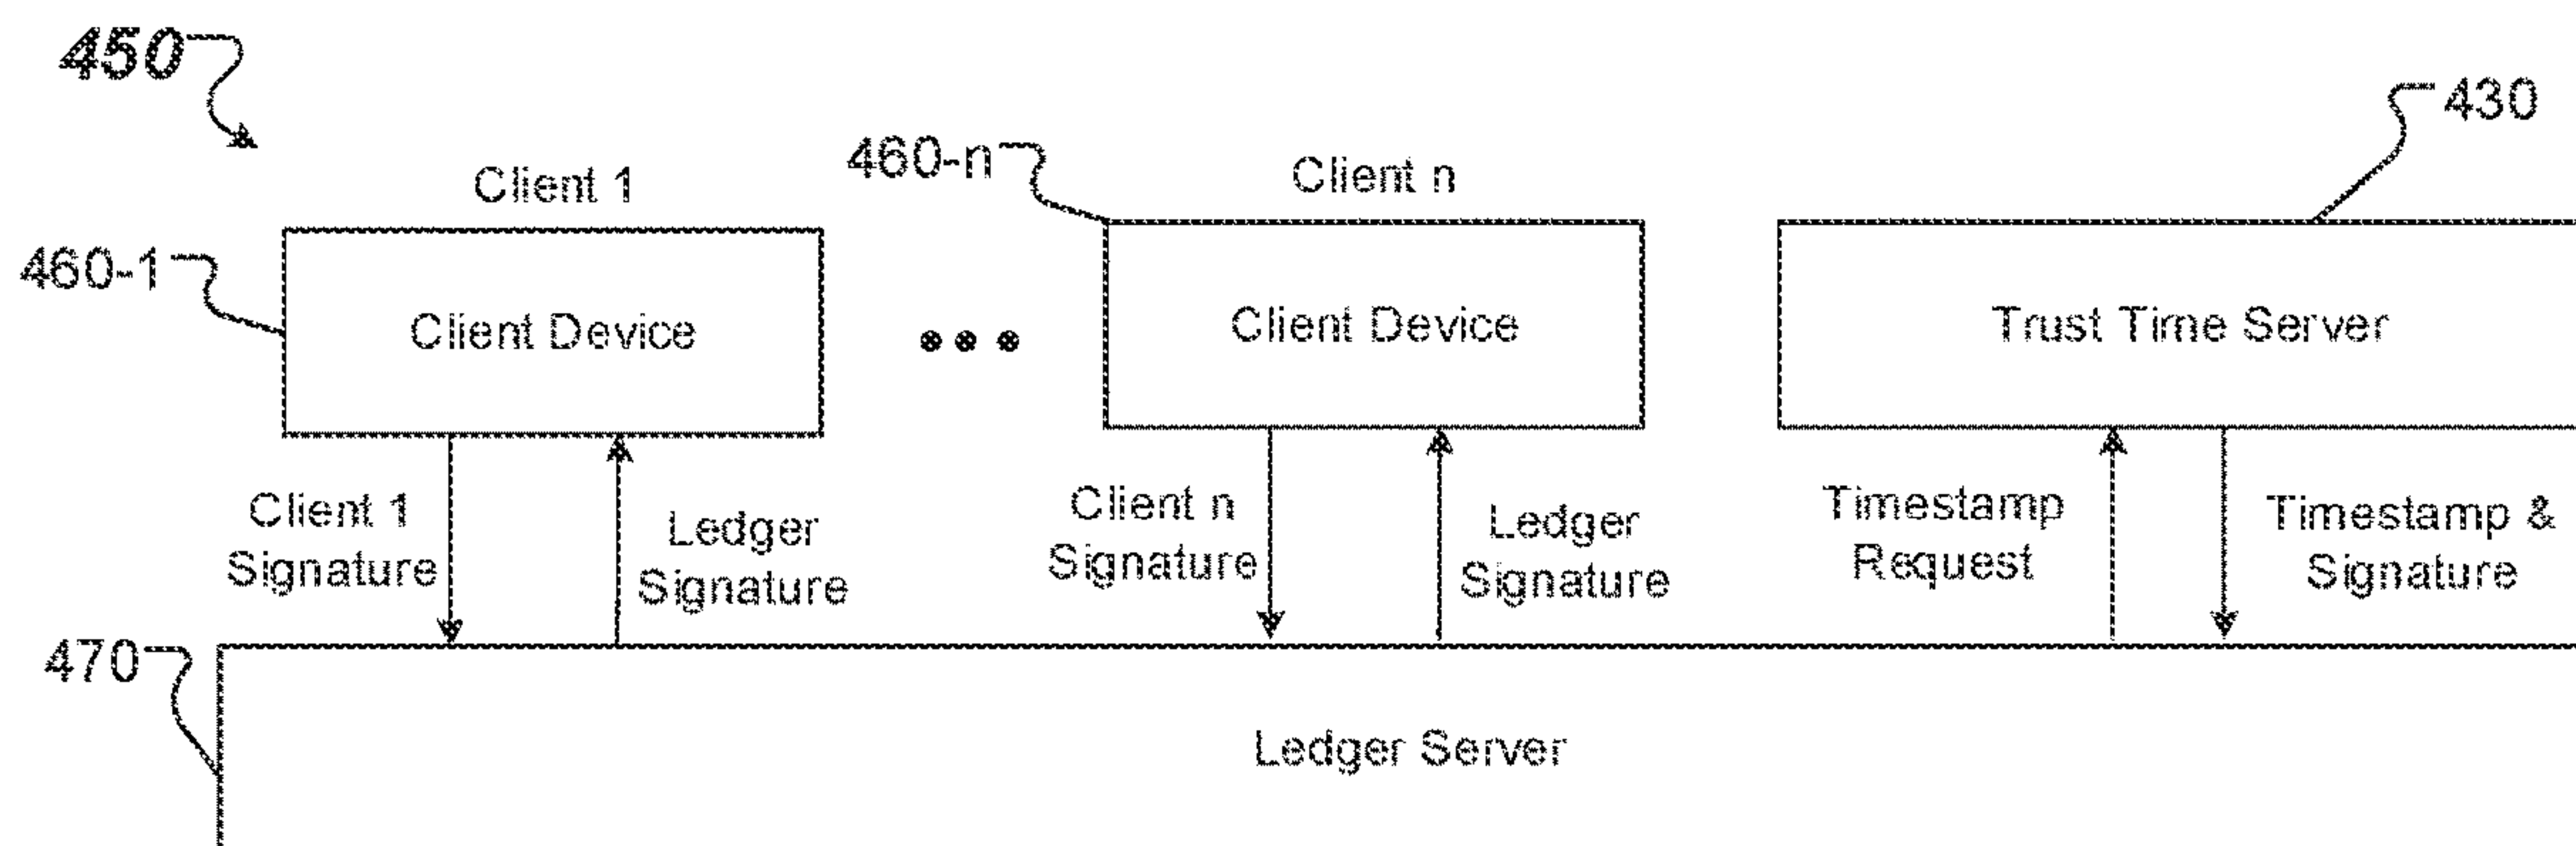 450
430
460-n
Client 1
Client n
460-1
Client Device
Client Device
Trust Time Server
Client 1
Signature
Ledger
Signature
Client n
Signature
Ledger
Signature
Timestamp
Request
Timestamp &
Signature
470
Ledger Server